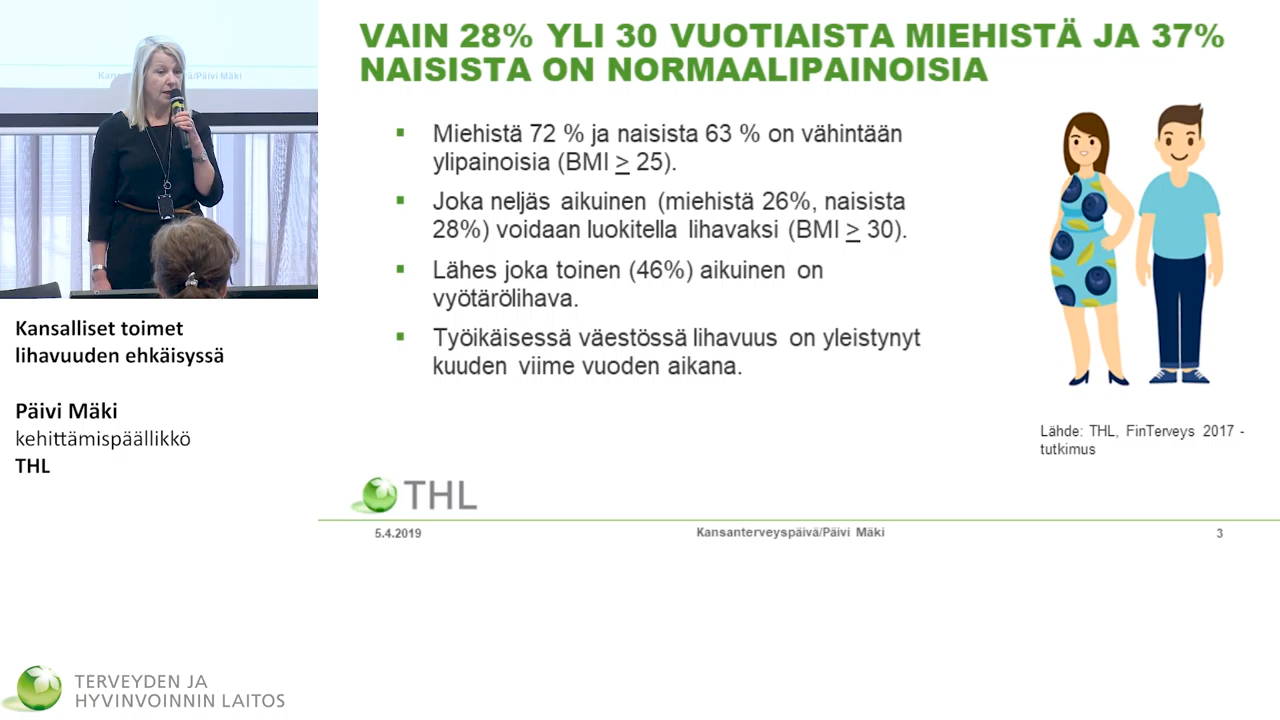 Kansanterveyspäivä/Päivi Mäki
Kansalliset toimet
lihavuuden ehkäisyssä
Päivi Mäki
kehittämispäällikkö
THL
VAIN 28% YLI 30 VUOTIAISTA MIEHISTÄ JA 37%
NAISISTA ON NORMAALIPAINOISIA
▪ Miehistä 72 % ja naisista 63 % on vähintään
ylipainoisia (BMI ≥ 25).
▪ Joka neljäs aikuinen (miehistä 26%, naisista
28%) voidaan luokitella lihavaksi (BMI ≥ 30).
▪ Lähes joka toinen (46%) aikuinen on
vyötärölihava.
▪ Työikäisessä väestössä lihavuus on yleistynyt
kuuden viime vuoden aikana.
Lähde: THL, FinTerveys 2017 -
tutkimus
THL
5.4.2019 Kansanterveyspäivä/Päivi Mäki 3
TERVEYDEN JA
HYVINVOINNIN LAITOS